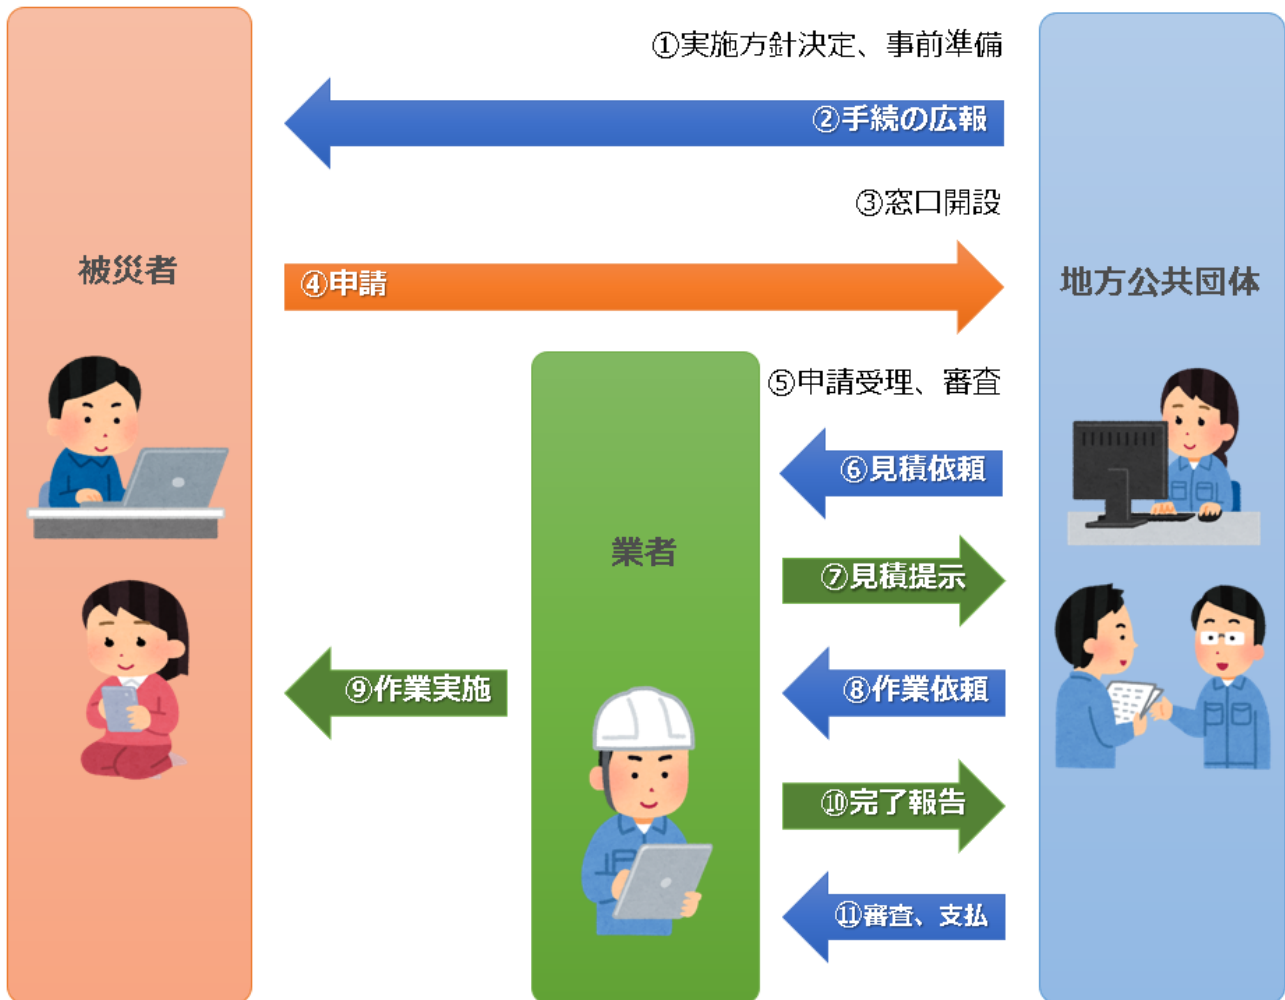 ①実施方針決定、事前準備
②手続の広報
③窓口開設
被災者
④申請
地方公共団体
⑤申請受理、審査
⑥見積依頼
業者
⑦見積提示
⑧作業依頼
⑨作業実施
⑩完了報告
⑪審査、支払